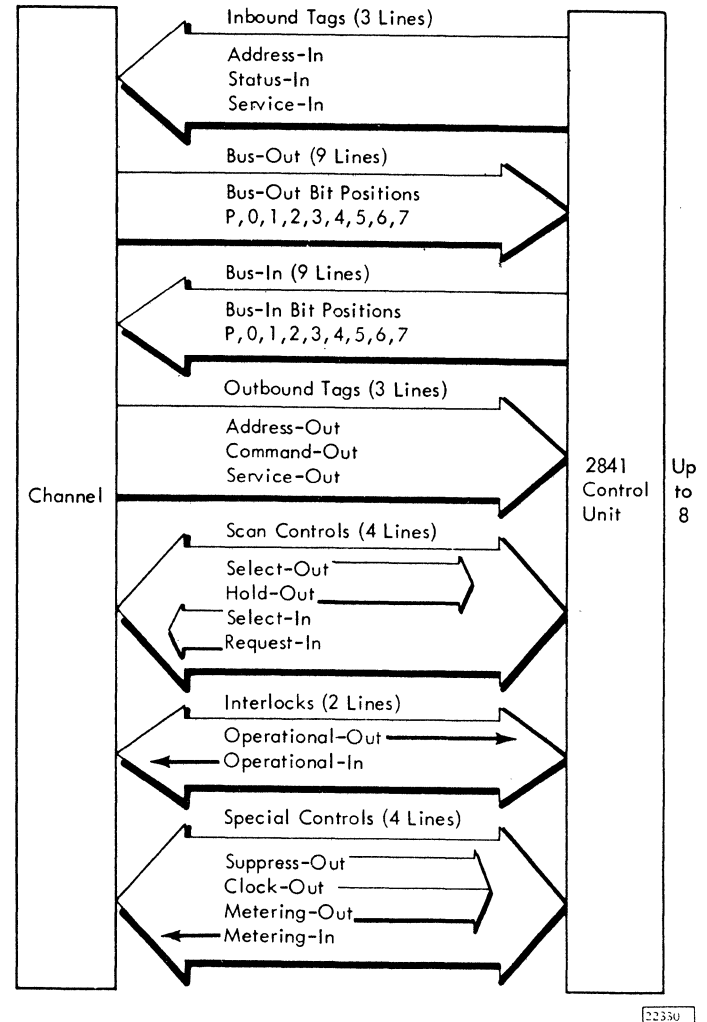 Inbound Tags (3 Lines)
Address-In
Status-In
Service-In
Bus-Out (9 Lines)
Bus-Out Bit Positions
P,0,1,2,3,4,5,6,7
Bus-In (9 Lines)
Bus-In Bit Positions
P,0,1,2,3,4,5,6,7
Outbound Tags (3 Lines)
Address-Out
Command-Out
Service-Out
Channel
2841
Control
Unit
Up
to
8
Scan Controls (4 Lines)
Select-Out
Hold-Out
Select-In
Request-In
Interlocks (2 Lines)
Operational-Out
Operational-In
Special Controls (4 Lines)
Suppress-Out
Clock-Out
Metering-Out
Metering-In
22330